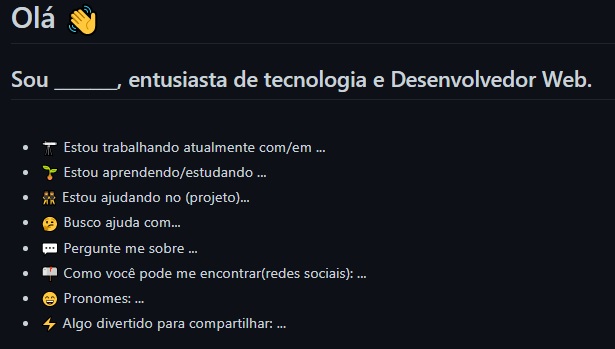 Olá 👋
Sou _______, entusiasta de tecnologia e Desenvolvedor Web.
• 🔭 Estou trabalhando atualmente com/em ...
• 🌱 Estou aprendendo/estudando ...
• 👯 Estou ajudando no (projeto)...
• 🤔 Busco ajuda com...
• 💬 Pergunte me sobre ...
• 📫 Como você pode me encontrar(redes sociais): ...
• 😄 Pronomes: ...
• ⚡ Algo divertido para compartilhar: ...